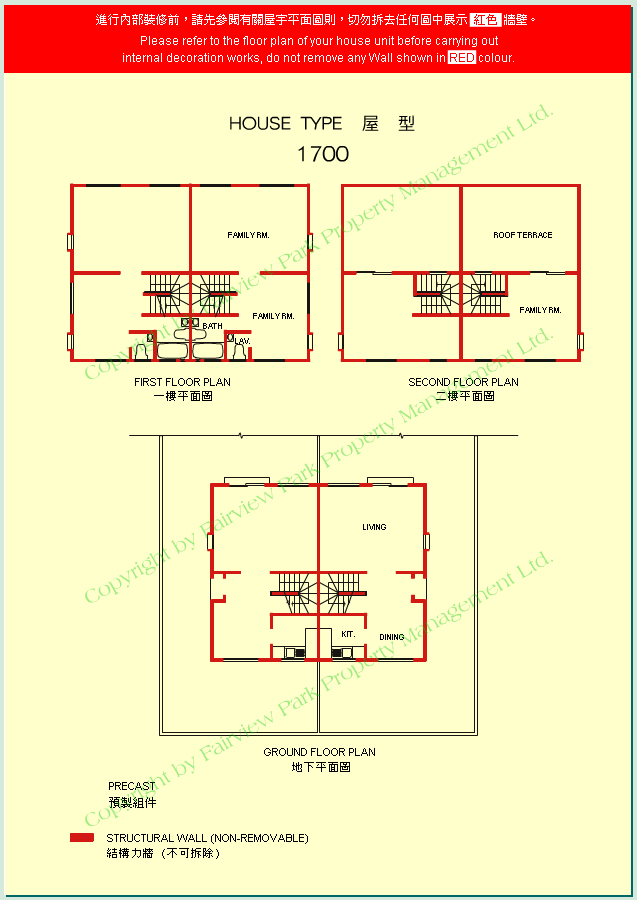 進行內部裝修前，請先參閱有關屋宇平面圖則，切勿拆去任何圖中展示 紅色 牆壁。
Please refer to the floor plan of your house unit before carrying out
internal decoration works, do not remove any Wall shown in RED colour.
HOUSE TYPE 屋 型
1700
FAMILY RM.
FAMILY RM.
BATH
LAV.
ROOF TERRACE
FAMILY RM.
FIRST FLOOR PLAN
一樓平面圖
SECOND FLOOR PLAN
二樓平面圖
LIVING
KIT.
DINING
GROUND FLOOR PLAN
地下平面圖
PRECAST
預製組件
STRUCTURAL WALL (NON-REMOVABLE)
結構力牆 (不可拆除)
Copyright by Fairview Park Property Management Ltd.
Copyright by Fairview Park Property Management Ltd.
Copyright by Fairview Park Property Management Ltd.